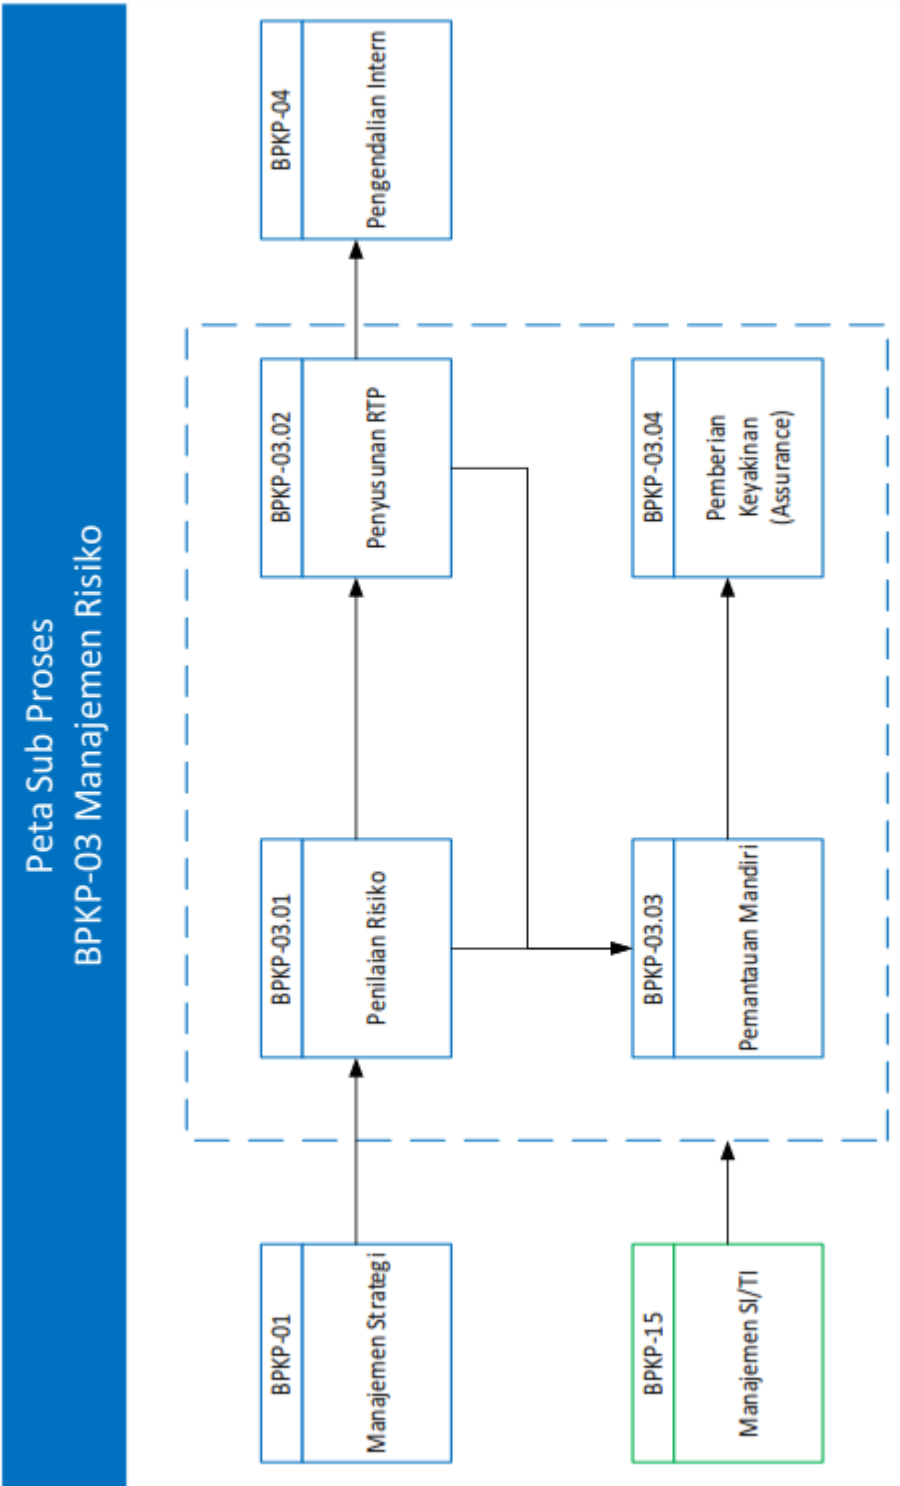 Peta Sub Proses
BPKP-03 Manajemen Risiko
BPKP-01
Manajemen Strategi
BPKP-03.01
Penilaian Risiko
BPKP-03.02
Penyusunan RTP
BPKP-04
Pengendalian Intern
BPKP-15
Manajemen SI/TI
BPKP-03.03
Pemantauan Mandiri
BPKP-03.04
Pemberian
Keyakinan
(Assurance)